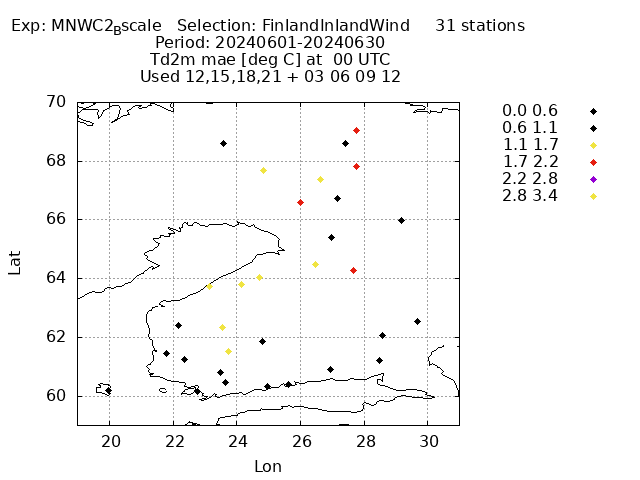 Exp: MNWC2Bscale Selection: FinlandInlandWind 31 stations
Period: 20240601-20240630
Td2m mae [deg C] at 00 UTC
Used 12,15,18,21 + 03 06 09 12
70
68
66
64
62
60
Lat
20 22 24 26 28 30
Lon
0.0 0.6
0.6 1.1
1.1 1.7
1.7 2.2
2.2 2.8
2.8 3.4